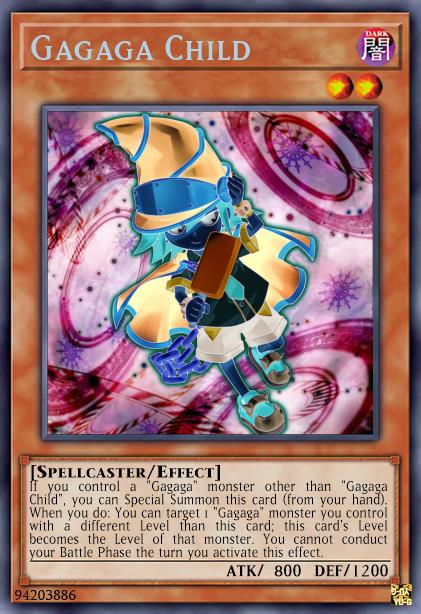 Gagaga Child
DARK
闇
[Spellcaster/Effect]
If you control a "Gagaga" monster other than "Gagaga
Child", you can Special Summon this card (from your hand).
When you do: You can target 1 "Gagaga" monster you control
with a different Level than this card; this card's Level
becomes the Level of that monster. You cannot conduct
your Battle Phase the turn you activate this effect.
ATK/ 800 DEF/1200
94203886